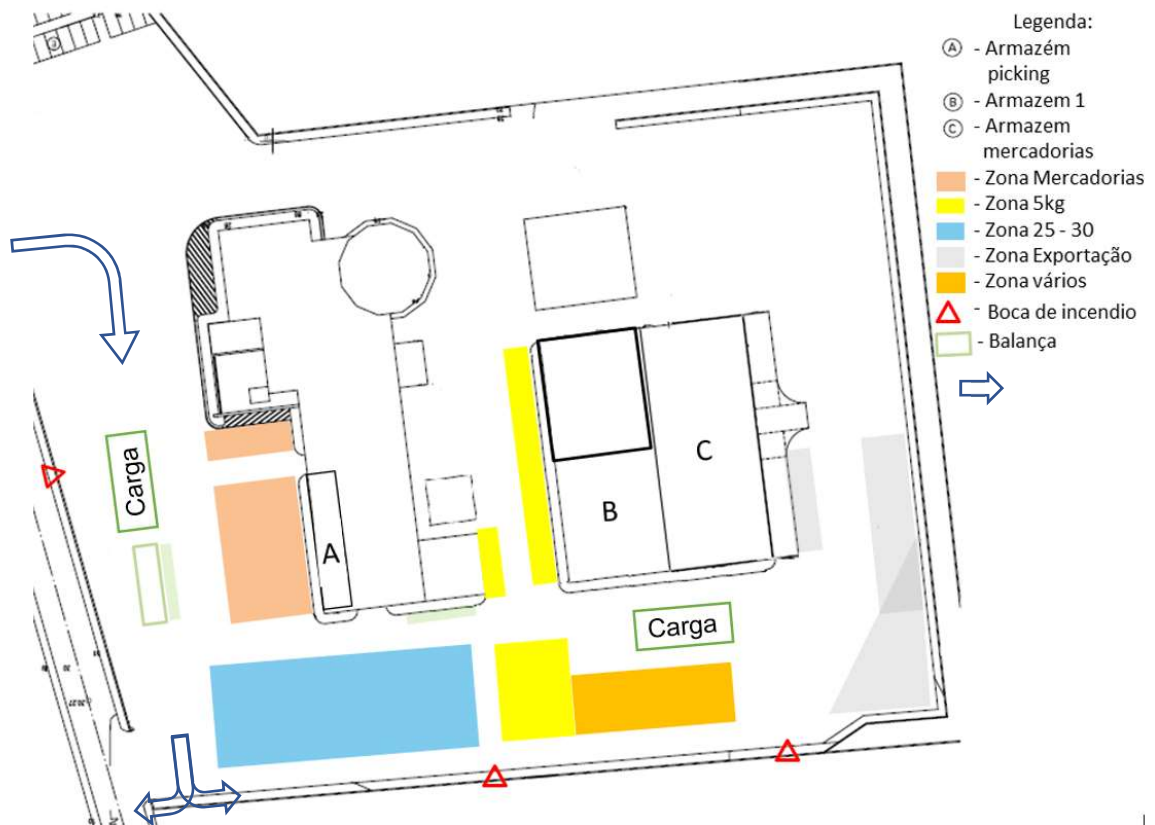 Legenda:
Ⓐ - Armazém
picking
Ⓑ - Armazem 1
Ⓒ - Armazem
mercadorias
- Zona Mercadorias
- Zona 5kg
- Zona 25 - 30
- Zona Exportação
- Zona vários
- Boca de incendio
- Balança
Carga
A
B
C
Carga